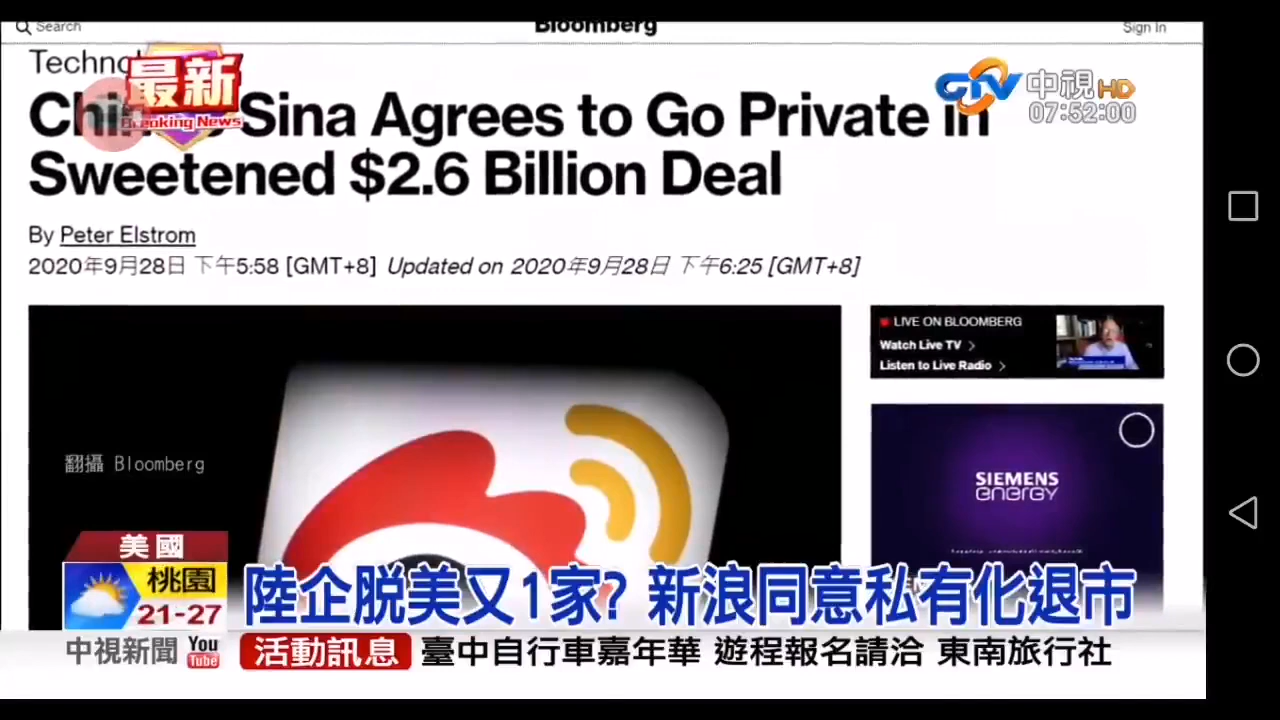 Search
Bloomberg
Sign In
最新
Breaking News
CTV 中視HD
07:52:00
Sina Agrees to Go Private in
Sweetened $2.6 Billion Deal
By Peter Elstrom
2020年9月28日 下午5:58 [GMT+8] Updated on 2020年9月28日 下午6:25 [GMT+8]
LIVE ON BLOOMBERG
Watch Live TV >
Listen to Live Radio >
翻攝 Bloomberg
SIEMENS
energy
美國
桃園
21-27
陸企脫美又1家? 新浪同意私有化退市
中視新聞 YouTube
活動訊息 臺中自行車嘉年華 遊程報名請洽 東南旅行社